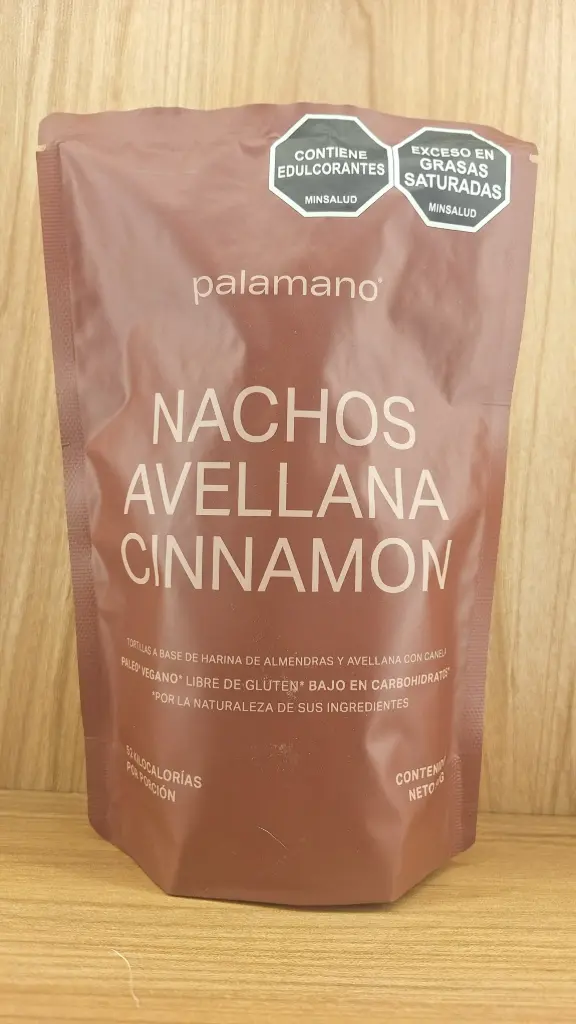 CONTIENE
EDULCORANTES
MINSALUD
EXCESO EN
GRASAS
SATURADAS
MINSALUD
palamano®
NACHOS
AVELLANA
CINNAMON
TORTILLAS A BASE DE HARINA DE ALMENDRAS Y AVELLANA CON CANELA
PALEO* VEGANO* LIBRE DE GLUTEN* BAJO EN CARBOHIDRATOS*
*POR LA NATURALEZA DE SUS INGREDIENTES
KILOCALORÍAS
POR PORCIÓN
CONTENIDO
NETO